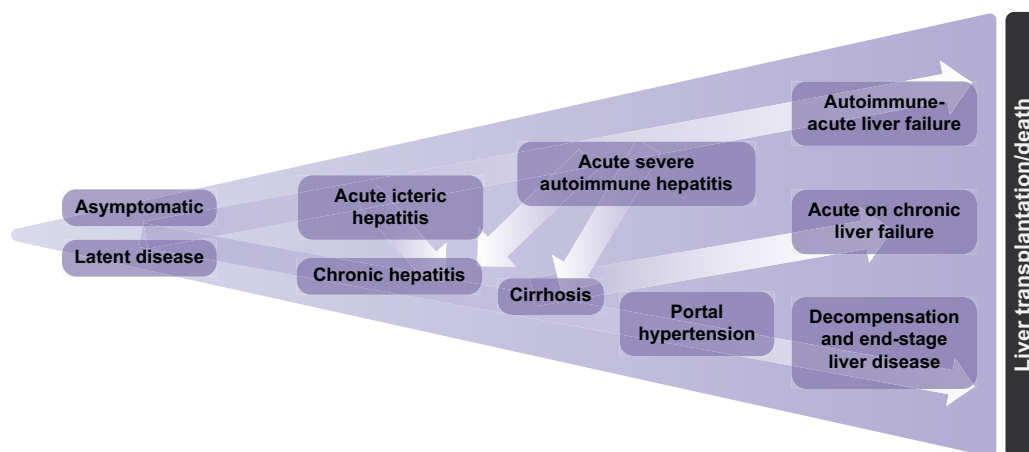 Asymptomatic
Latent disease
Acute icteric
hepatitis
Chronic hepatitis
Acute severe
autoimmune hepatitis
Cirrhosis
Portal
hypertension
Autoimmune-
acute liver failure
Acute on chronic
liver failure
Decompensation
and end-stage
liver disease
Liver transplantation/death